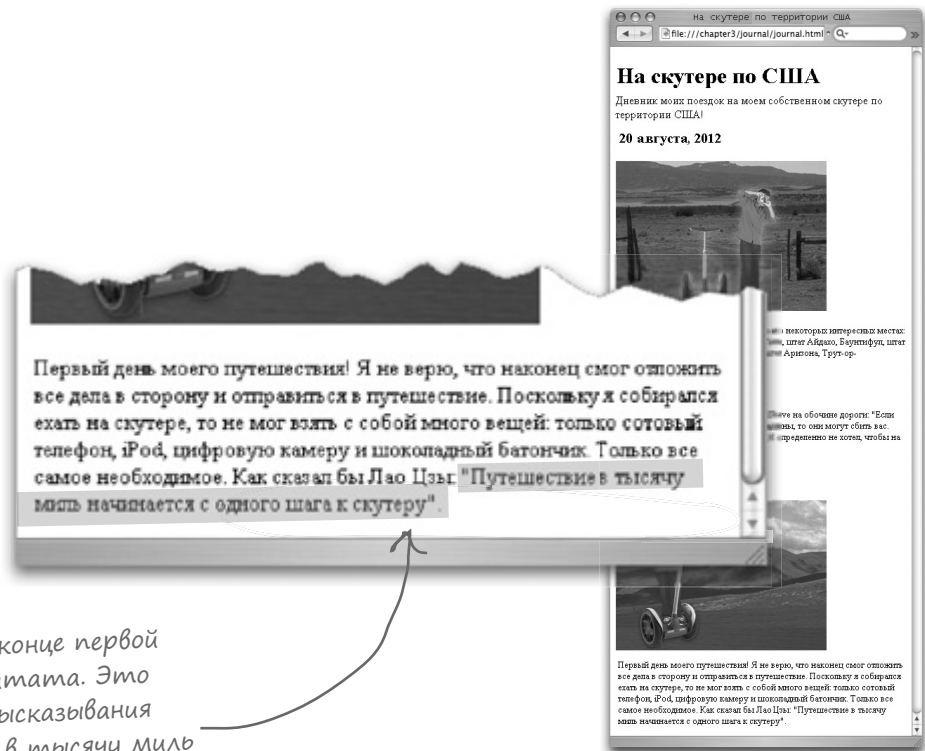 На скутере по территории США
file:///chapter3/journal/journal.html
Q
»
На скутере по США
Дневник моих поездок на моем собственном скутере по
территории США!
20 августа, 2012
некоторых интересных местах:
штат Айдахо, Баунтифул, штат
Аризона, Трут-ор-
на обочине дороги: "Если
то они могут сбить вас.
определенно не хотел, чтобы на
Первый день моего путешествия! Я не верю, что наконец смог отложить
все дела в сторону и отправиться в путешествие. Поскольку я собирался
ехать на скутере, то не мог взять с собой много вещей: только сотовый
телефон, iPod, цифровую камеру и шоколадный батончик. Только все
самое необходимое. Как сказал бы Лао Цзы: "Путешествие в тысячу
миль начинается с одного шага к скутеру".
Первый день моего путешествия! Я не верю, что наконец смог отложить
все дела в сторону и отправиться в путешествие. Поскольку я собирался
ехать на скутере, то не мог взять с собой много вещей: только сотовый
телефон, iPod, цифровую камеру и шоколадный батончик. Только все
самое необходимое. Как сказал бы Лао Цзы: "Путешествие в тысячу
миль начинается с одного шага к скутеру".
конце первой
тата. Это
ысказывания
в тысячу миль